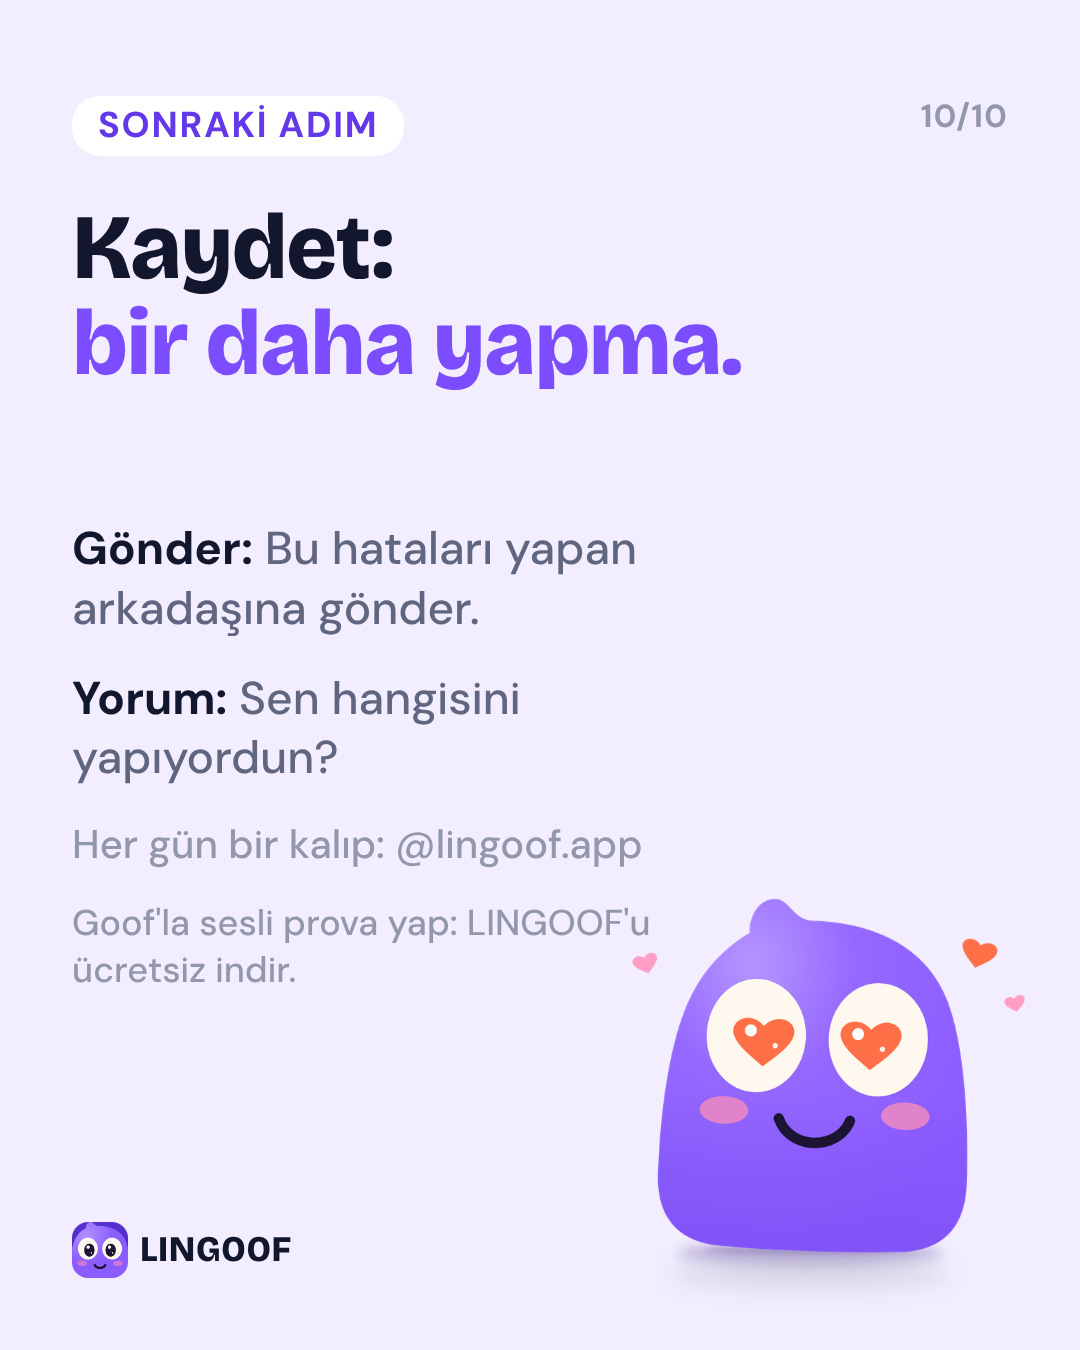 SONRAKİ ADIM
10/10
Kaydet:
bir daha yapma.
Gönder: Bu hataları yapan
arkadaşına gönder.
Yorum: Sen hangisini
yapıyordun?
Her gün bir kalıp: @lingoof.app
Goof'la sesli prova yap: LINGOOF'u
ücretsiz indir.
LINGOOF